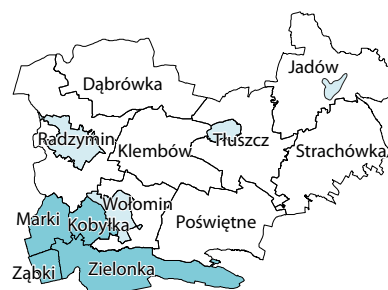 Jadów
Dąbrówka
Radzymin
Tłuszcz
Klembów
Strachówka
Wołomin
Marki
Kobyłka
Poświętne
Ząbki
Zielonka